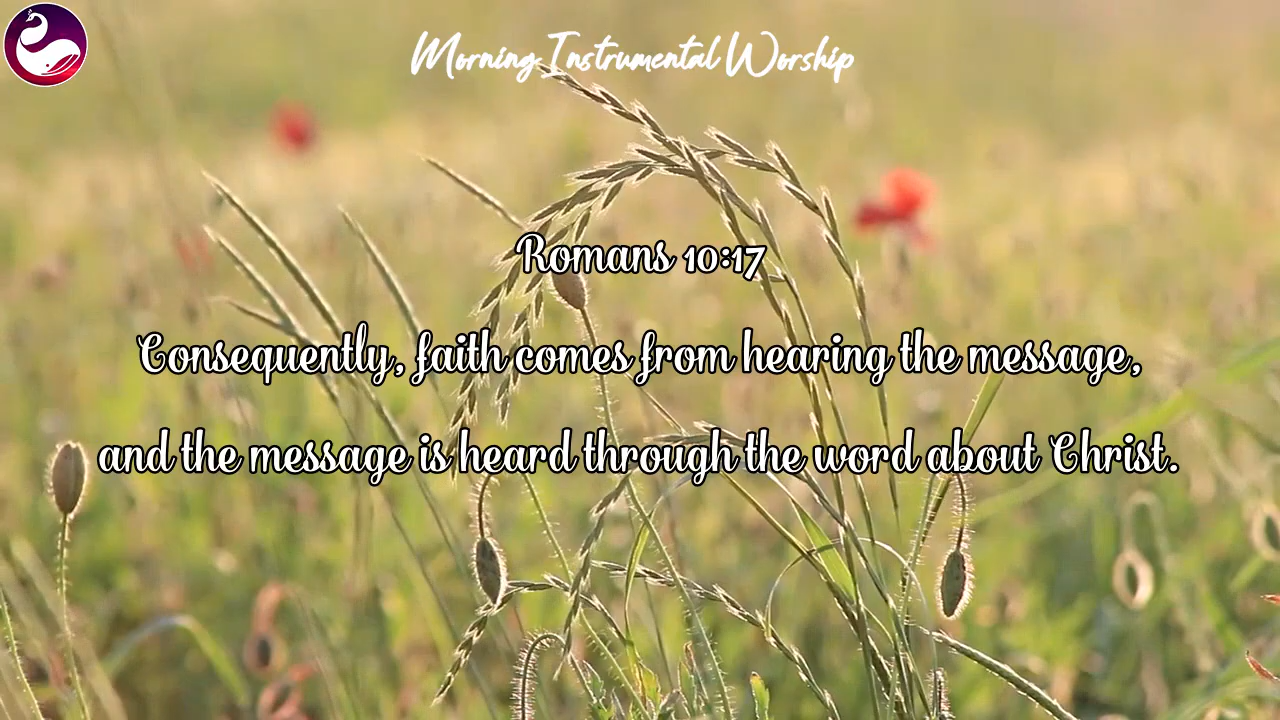 Morning Instrumental Worship
Romans 10:17
Consequently, faith comes from hearing the message,
and the message is heard through the word about Christ.